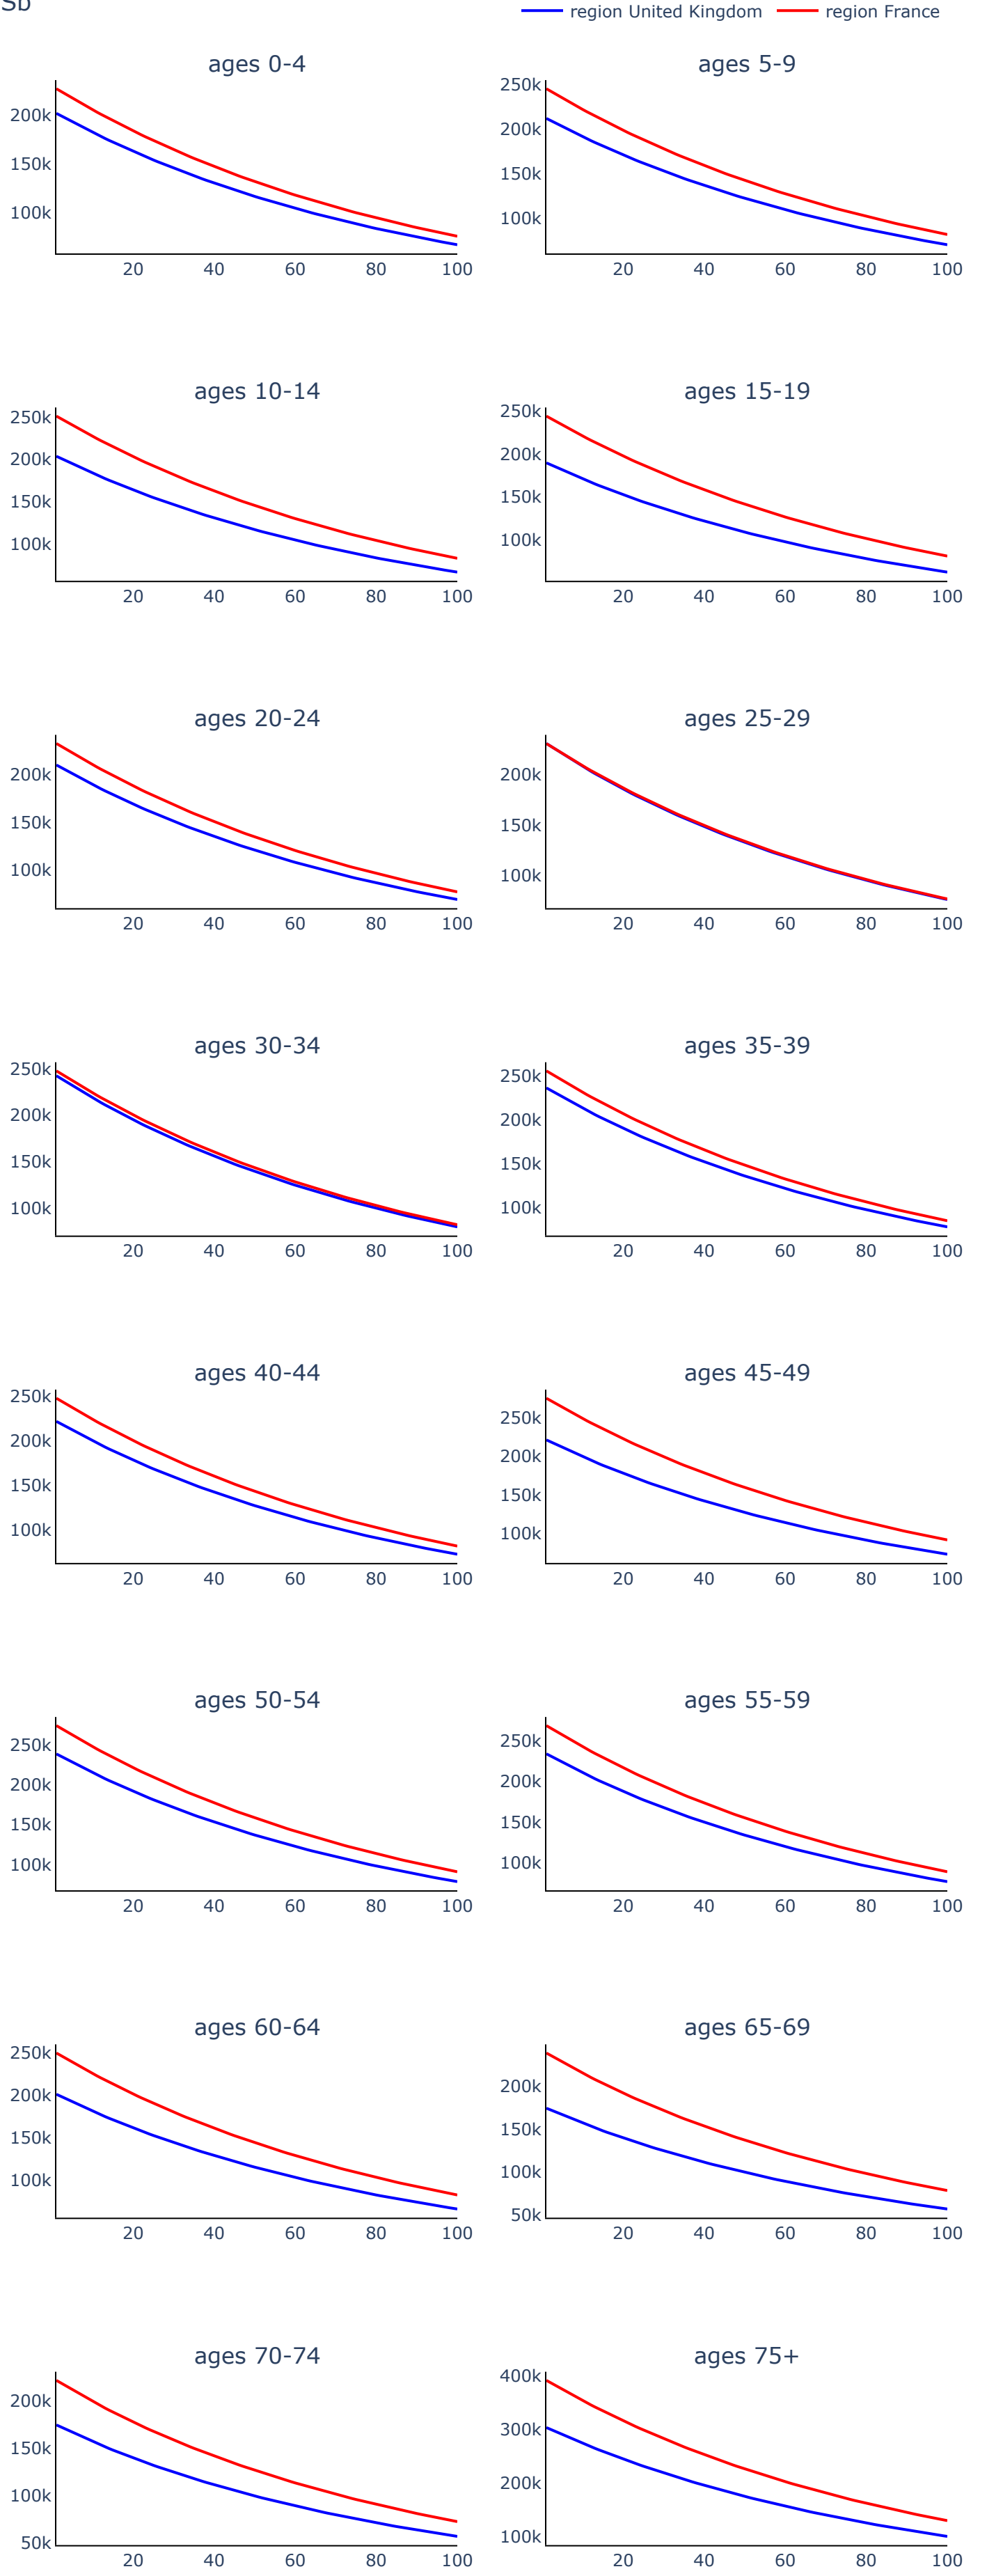 Sb
region United Kingdom region France
ages 0-4 ages 5-9
200k
150k
100k
20 40 60 80 100
250k
200k
150k
100k
20 40 60 80 100
ages 10-14 ages 15-19
250k
200k
150k
100k
20 40 60 80 100
250k
200k
150k
100k
20 40 60 80 100
ages 20-24 ages 25-29
200k
150k
100k
20 40 60 80 100
200k
150k
100k
20 40 60 80 100
ages 30-34 ages 35-39
250k
200k
150k
100k
20 40 60 80 100
250k
200k
150k
100k
20 40 60 80 100
ages 40-44 ages 45-49
250k
200k
150k
100k
20 40 60 80 100
250k
200k
150k
100k
20 40 60 80 100
ages 50-54 ages 55-59
250k
200k
150k
100k
20 40 60 80 100
250k
200k
150k
100k
20 40 60 80 100
ages 60-64 ages 65-69
250k
200k
150k
100k
20 40 60 80 100
200k
150k
100k
50k
20 40 60 80 100
ages 70-74 ages 75+
200k
150k
100k
50k
20 40 60 80 100
400k
300k
200k
100k
20 40 60 80 100